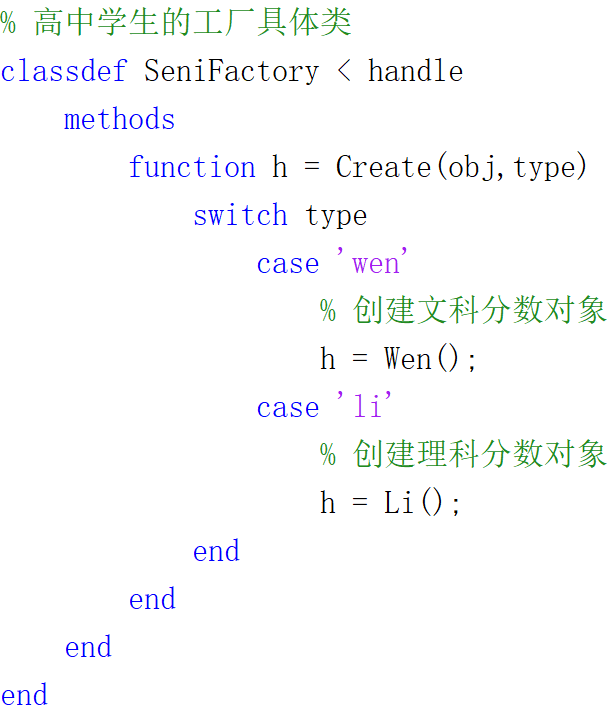 % 高中学生的工厂具体类
classdef SeniFactory < handle
    methods
        function h = Create(obj,type)
            switch type
                case 'wen'
                    % 创建文科分数对象
                    h = Wen();
                case 'li'
                    % 创建理科分数对象
                    h = Li();
            end
        end
    end
end